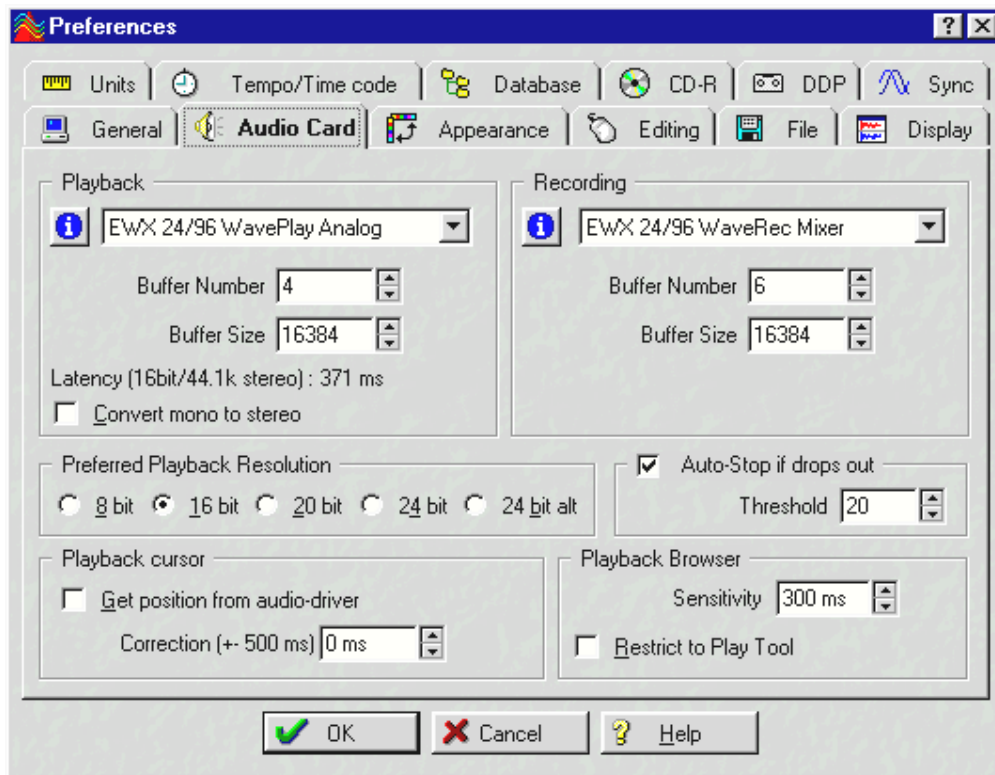 Preferences
Units Tempo/Time code Database CD-R DDP Sync
General Audio Card Appearance Editing File Display
Playback
EWX 24/96 WavePlay Analog
Buffer Number 4
Buffer Size 16384
Latency (16bit/44.1k stereo) : 371 ms
Convert mono to stereo
Recording
EWX 24/96 WaveRec Mixer
Buffer Number 6
Buffer Size 16384
Preferred Playback Resolution
8 bit 16 bit 20 bit 24 bit 24 bit alt
Auto-Stop if drops out
Threshold 20
Playback cursor
Get position from audio-driver
Correction (+- 500 ms) 0 ms
Playback Browser
Sensitivity 300 ms
Restrict to Play Tool
OK Cancel Help